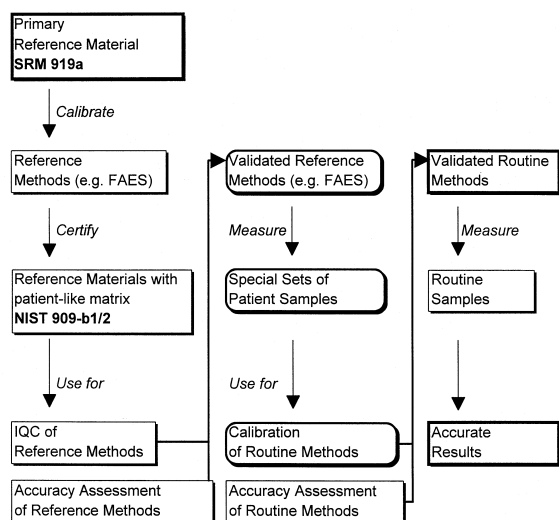 Primary
Reference Material
SRM 919a
Calibrate
Reference
Methods (e.g. FAES)
Certify
Reference Materials with
patient-like matrix
NIST 909-b1/2
Use for
IQC of
Reference Methods
Accuracy Assessment
of Reference Methods
Validated Reference
Methods (e.g. FAES)
Measure
Special Sets of
Patient Samples
Use for
Calibration
of Routine Methods
Accuracy Assessment
of Routine Methods
Validated Routine
Methods
Measure
Routine
Samples
Accurate
Results